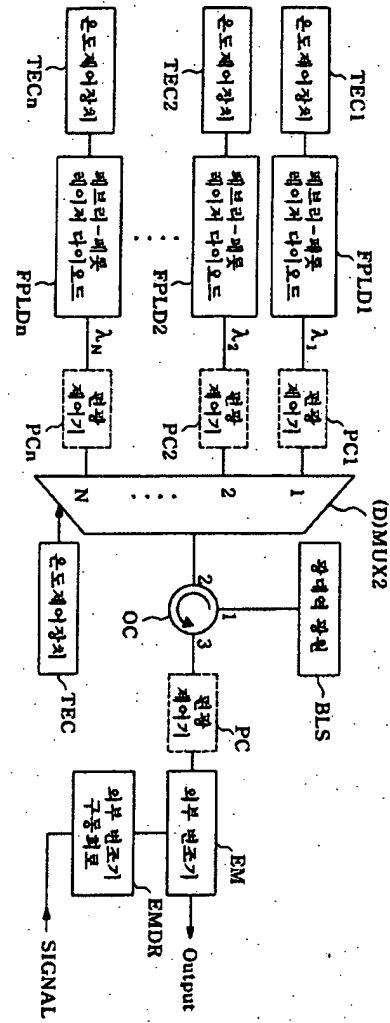 TEC1
온도제어장치
페브리-페롯
레이저 다이오드
FPLD1
λ1
편광
제어기
PC1
TEC2
온도제어장치
페브리-페롯
레이저 다이오드
FPLD2
λ2
편광
제어기
PC2
TECn
온도제어장치
페브리-페롯
레이저 다이오드
FPLDn
λN
편광
제어기
PCn
(D)MUX2
1
2
N
온도제어장치
TEC
광대역 광원
BLS
1
2
3
OC
편광
제어기
PC
외부 변조기
EM
Output
외부 변조기
구동회로
EMDR
SIGNAL